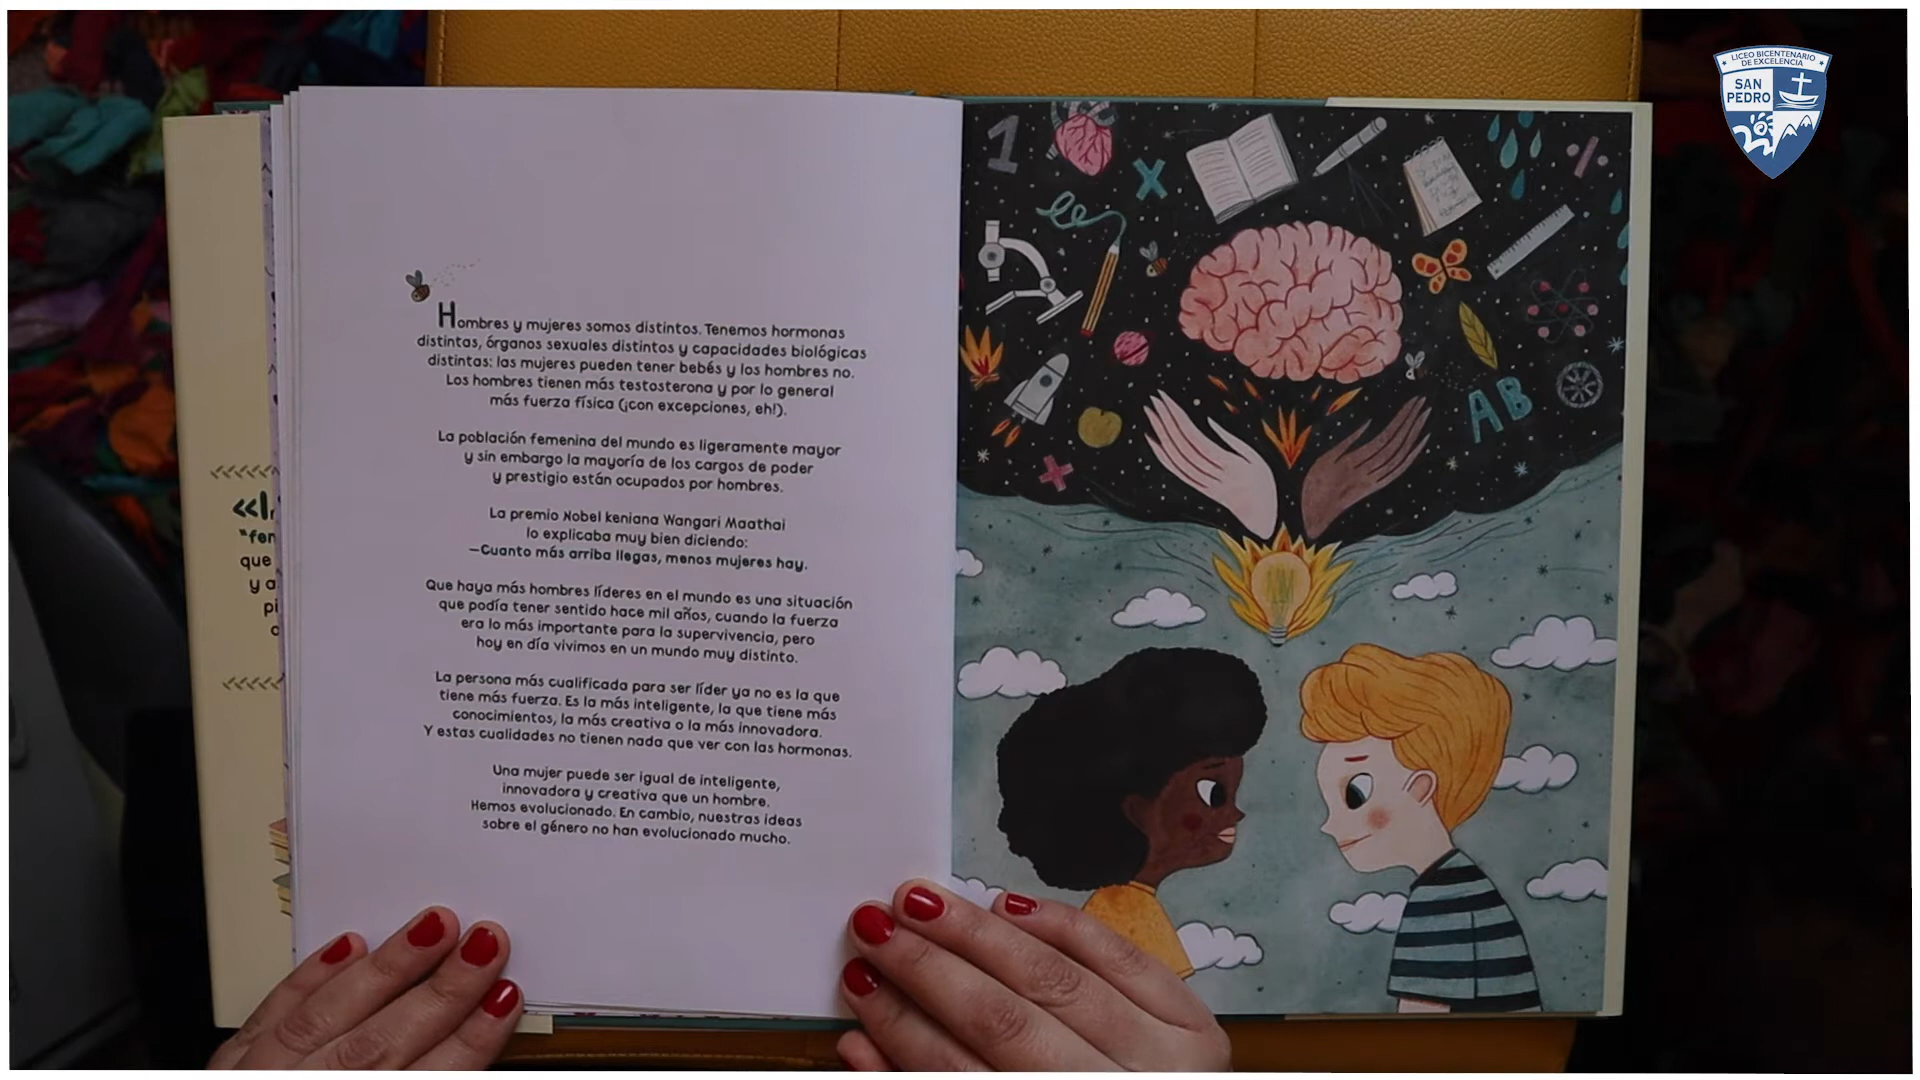 LICEO BICENTENARIO
DE EXCELENCIA
SAN
PEDRO
"fen
que
y a
pi
Hombres y mujeres somos distintos. Tenemos hormonas
distintas, órganos sexuales distintos y capacidades biológicas
distintas: las mujeres pueden tener bebés y los hombres no.
Los hombres tienen más testosterona y por lo general
más fuerza física (¡con excepciones, eh!).
La población femenina del mundo es ligeramente mayor
y sin embargo la mayoría de los cargos de poder
y prestigio están ocupados por hombres.
La premio Nobel keniana Wangari Maathai
lo explicaba muy bien diciendo:
—Cuanto más arriba llegas, menos mujeres hay.
Que haya más hombres líderes en el mundo es una situación
que podía tener sentido hace mil años, cuando la fuerza
era lo más importante para la supervivencia, pero
hoy en día vivimos en un mundo muy distinto.
La persona más cualificada para ser líder ya no es la que
tiene más fuerza. Es la más inteligente, la que tiene más
conocimientos, la más creativa o la más innovadora.
Y estas cualidades no tienen nada que ver con las hormonas.
Una mujer puede ser igual de inteligente,
innovadora y creativa que un hombre.
Hemos evolucionado. En cambio, nuestras ideas
sobre el género no han evolucionado mucho.
1
x
AB